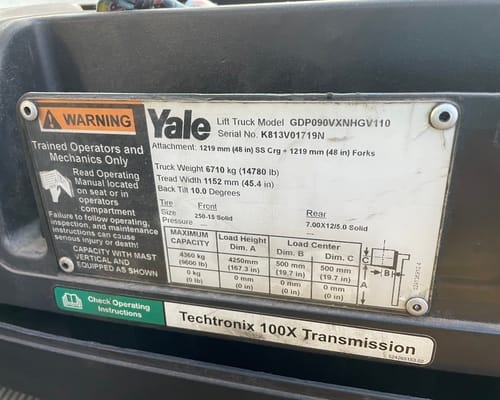 WARNING
Trained Operators and
Mechanics Only
Read Operating
Manual located
on seat or in
operators
compartment
Failure to follow operating,
inspection, and maintenance
instructions can cause
serious injury or death!
CAPACITY WITH MAST
VERTICAL AND
EQUIPPED AS SHOWN
Yale
Lift Truck Model GDP090VXNHGV110
Serial No. K813V01719N
Attachment: 1219 mm (48 in) SS Crg + 1219 mm (48 in) Forks
Truck Weight 6710 kg (14780 lb)
Tread Width 1152 mm (45.4 in)
Back Tilt 10.0 Degrees
Tire Front Rear
Size 250-15 Solid 7.00X12/5.0 Solid
Pressure --- ---
MAXIMUM CAPACITY Load Height Dim. A Load Center Dim. B Dim. C
4360 kg 4250mm 500 mm 500 mm
(9600 lb) (167.3 in) (19.7 in) (19.7 in)
0 kg 0 mm 0 mm 0 mm
(0 lb) (0 in) (0 in) (0 in)
C
B
A
Check Operating
Instructions
Techtronix 100X Transmission